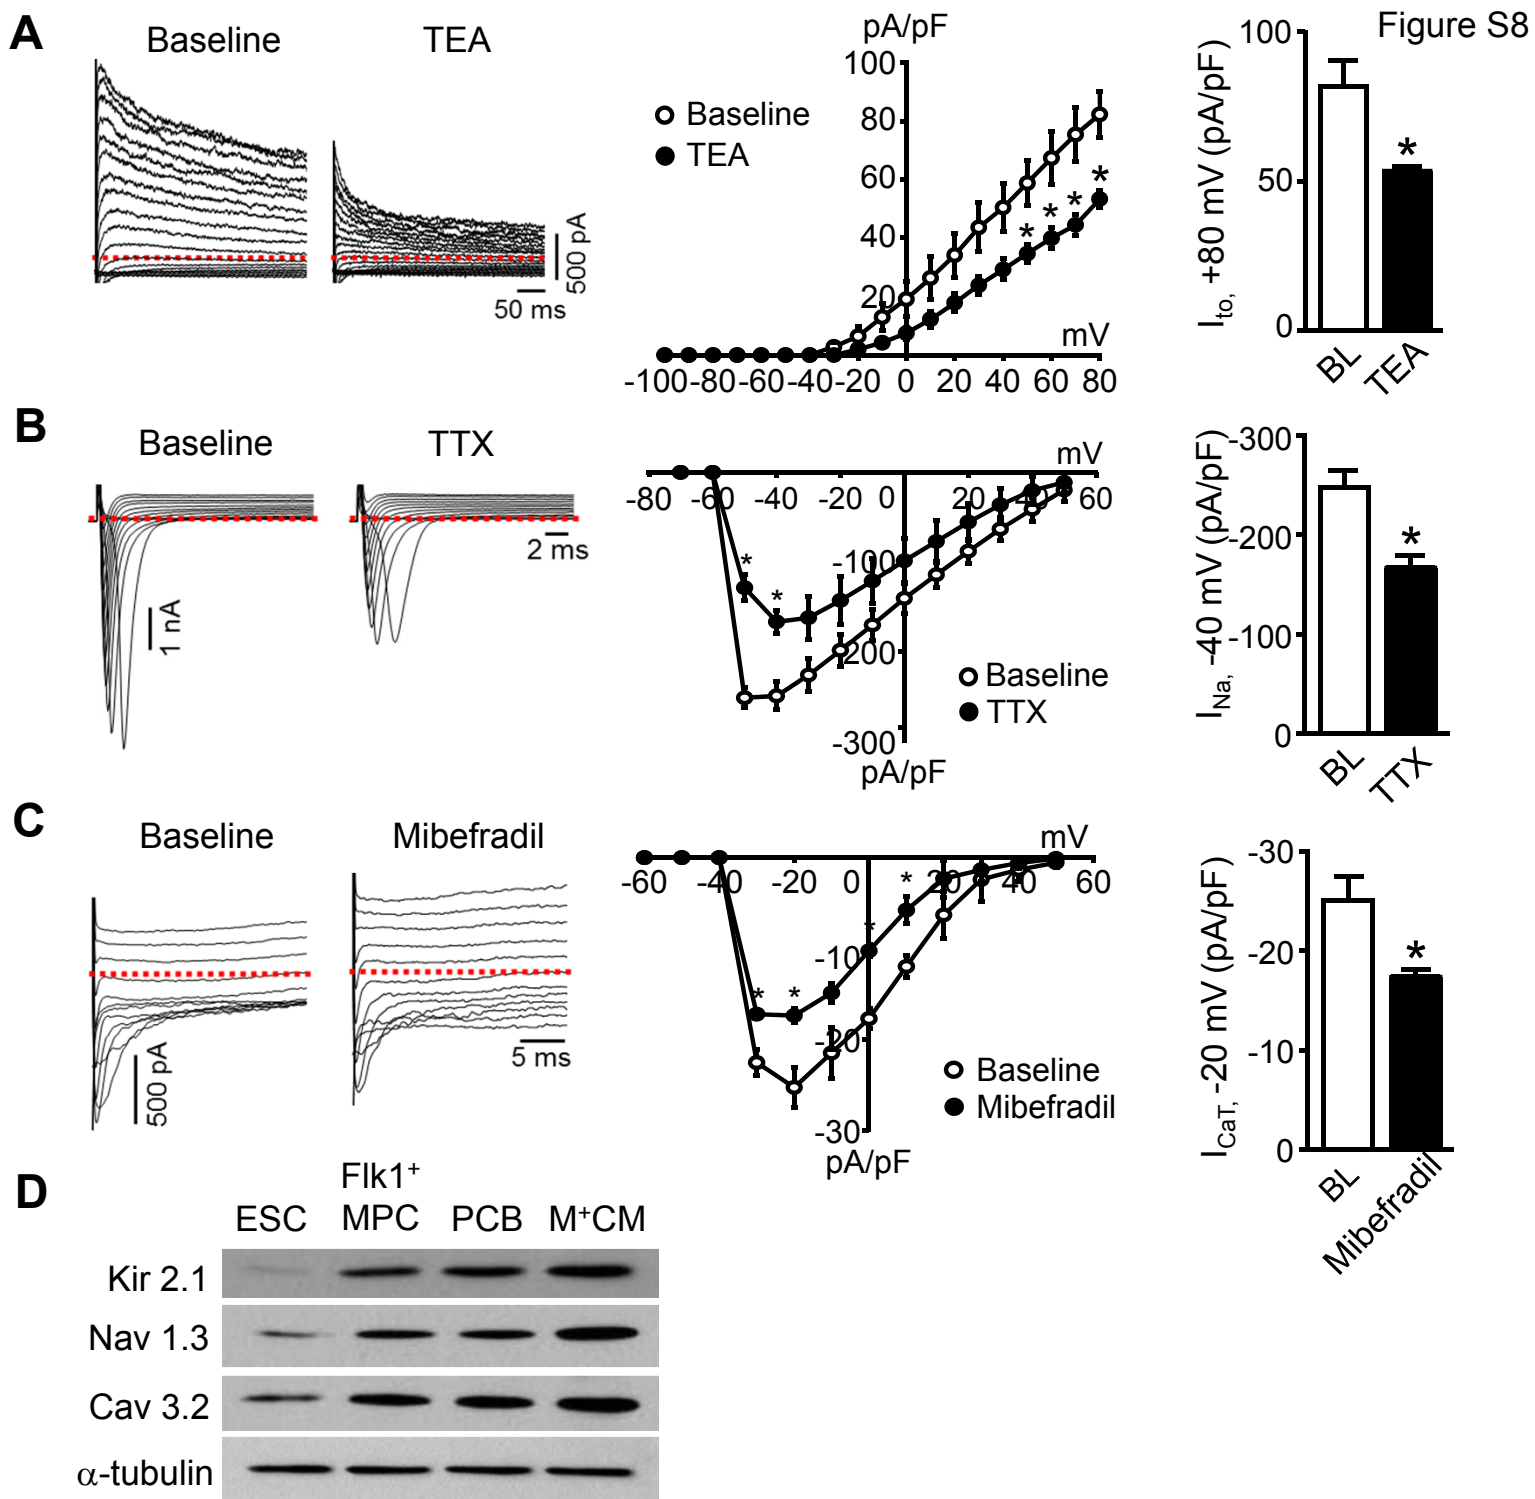 Figure S8
A
Baseline
TEA
500 pA
50 ms
pA/pF
100
80
60
40
20
Baseline
TEA
* * * *
mV
-100 -80 -60 -40 -20 0 20 40 60 80
Ito, +80 mV (pA/pF)
100
50
0
*
BL
TEA
B
Baseline
TTX
2 ms
1 nA
mV
-80 -60 -40 -20 0 20 40 60
-100
-200
-300
pA/pF
* *
Baseline
TTX
INa, -40 mV (pA/pF)
-300
-200
-100
0
*
BL
TTX
C
Baseline
Mibefradil
500 pA
5 ms
mV
-60 -40 -20 0 20 40 60
-10
-20
-30
pA/pF
* * * *
Baseline
Mibefradil
ICaT, -20 mV (pA/pF)
-30
-20
-10
0
*
BL
Mibefradil
D
ESC
Flk1+
MPC
PCB
M+CM
Kir 2.1
Nav 1.3
Cav 3.2
α-tubulin